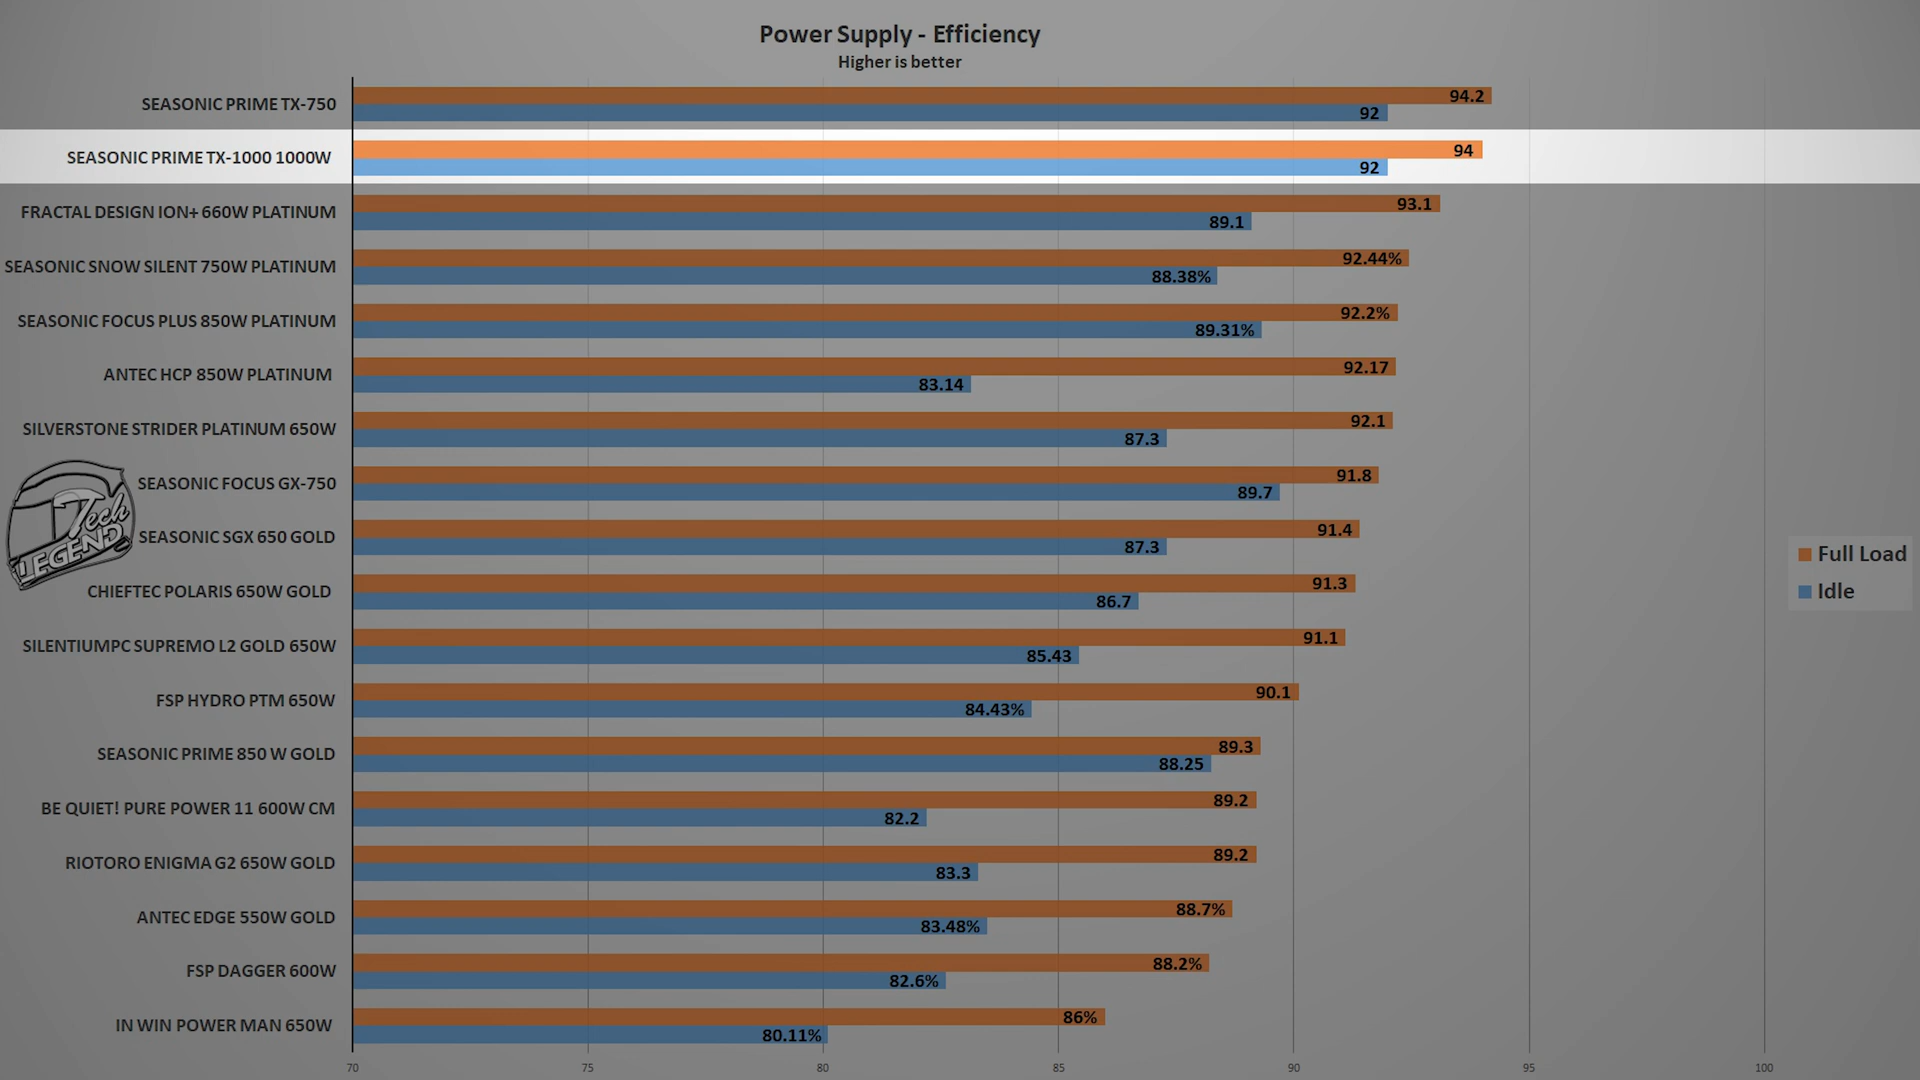 Power Supply - Efficiency
Higher is better
SEASONIC PRIME TX-750
94.2
92
SEASONIC PRIME TX-1000 1000W
94
92
FRACTAL DESIGN ION+ 660W PLATINUM
93.1
89.1
SEASONIC SNOW SILENT 750W PLATINUM
92.44%
88.38%
SEASONIC FOCUS PLUS 850W PLATINUM
92.2%
89.31%
ANTEC HCP 850W PLATINUM
92.17
83.14
SILVERSTONE STRIDER PLATINUM 650W
92.1
87.3
SEASONIC FOCUS GX-750
91.8
89.7
Tech
LEGEND
SEASONIC SGX 650 GOLD
91.4
87.3
CHIEFTEC POLARIS 650W GOLD
91.3
86.7
SILENTIUMPC SUPREMO L2 GOLD 650W
91.1
85.43
FSP HYDRO PTM 650W
90.1
84.43%
SEASONIC PRIME 850 W GOLD
89.3
88.25
BE QUIET! PURE POWER 11 600W CM
89.2
82.2
RIOTORO ENIGMA G2 650W GOLD
89.2
83.3
ANTEC EDGE 550W GOLD
88.7%
83.48%
FSP DAGGER 600W
88.2%
82.6%
IN WIN POWER MAN 650W
86%
80.11%
70 75 80 85 90 95 100
Full Load
Idle